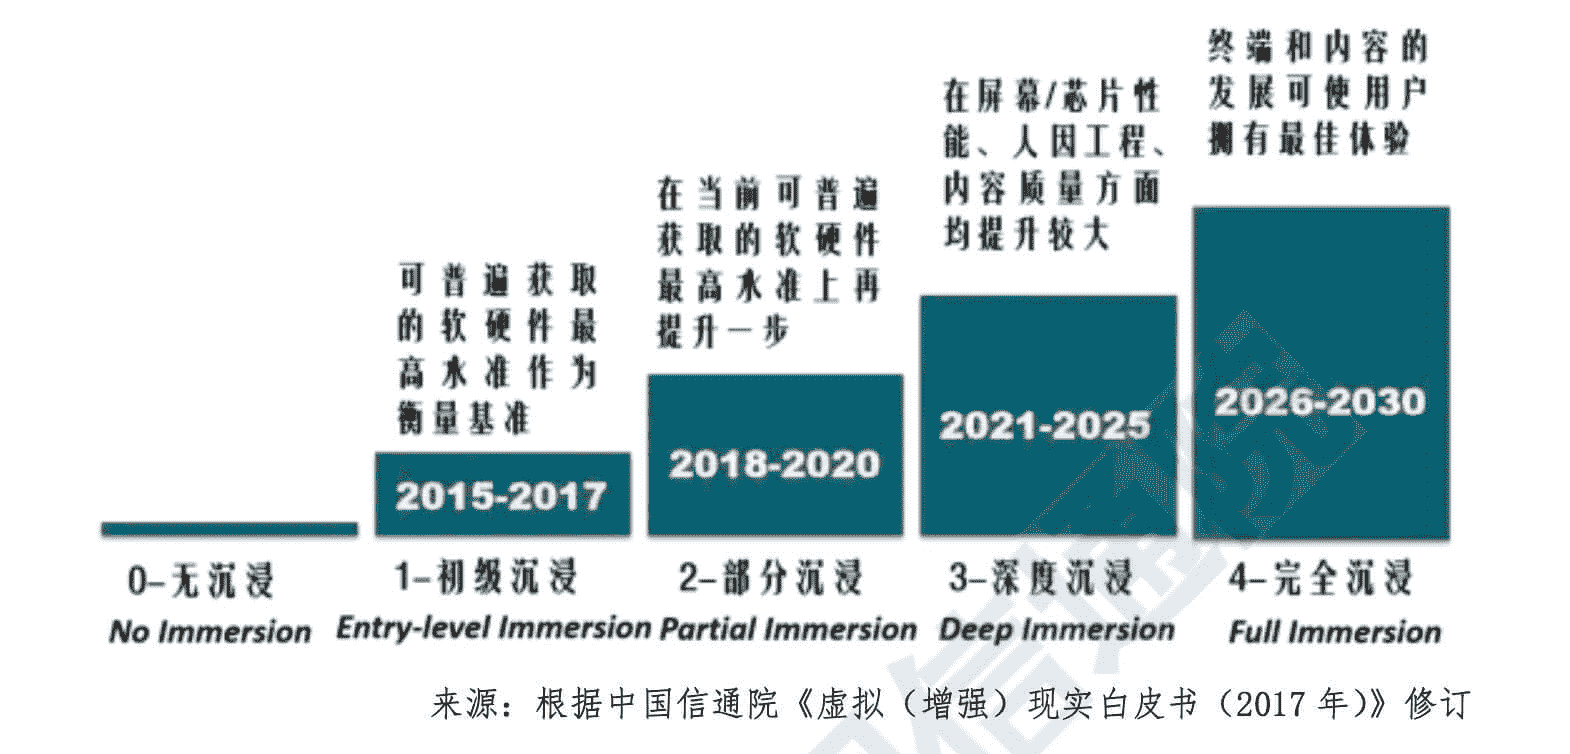 可普遍获取
的软硬件最
高水准作为
衡量基准
在当前可普遍
获取的软硬件
最高水准上再
提升一步
在屏幕/芯片性
能、人因工程、
内容质量方面
均提升较大
终端和内容的
发展可使用户
拥有最佳体验
2015-2017
2018-2020
2021-2025
2026-2030
0-无沉浸
1-初级沉浸
2-部分沉浸
3-深度沉浸
4-完全沉浸
No Immersion
Entry-level Immersion
Partial Immersion
Deep Immersion
Full Immersion
来源：根据中国信通院《虚拟（增强）现实白皮书（2017 年）》修订